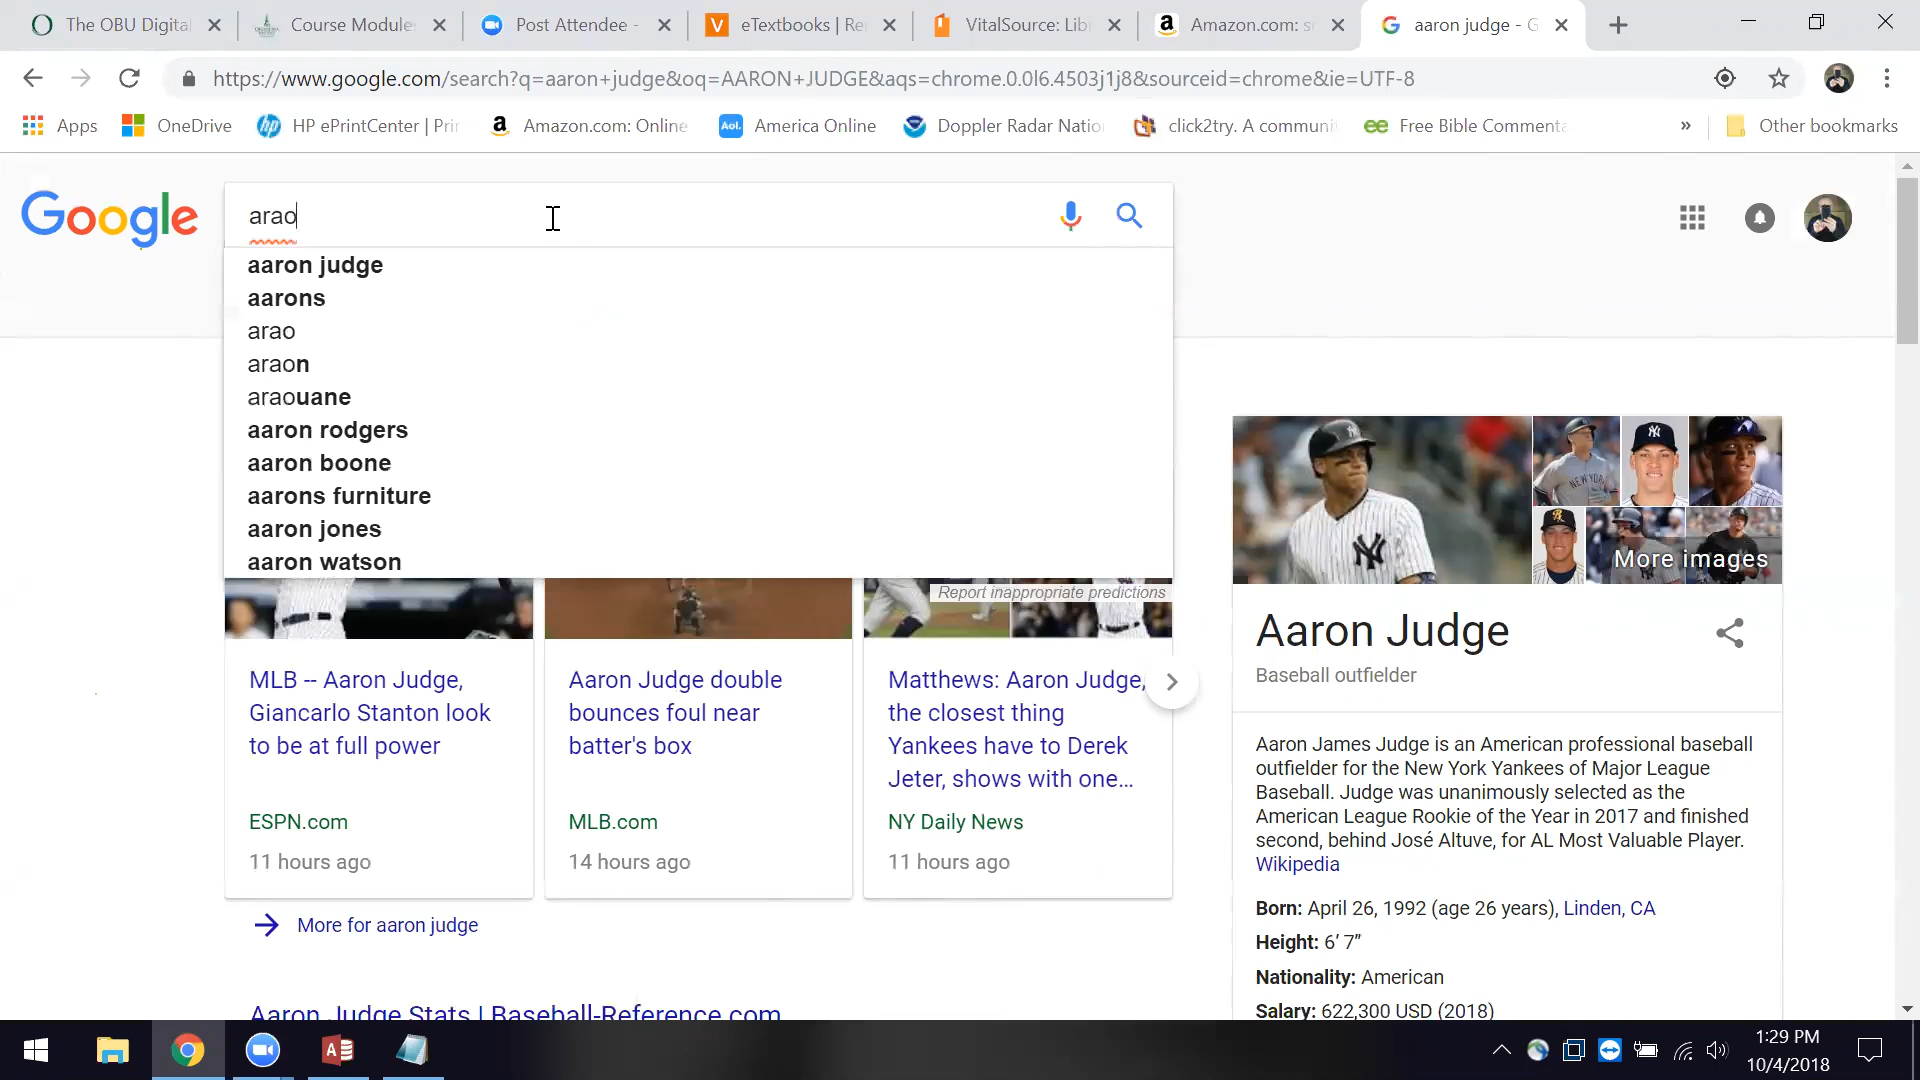 The OBU Digital
Course Module
Post Attendee -
eTextbooks | Re
VitalSource: Lib
Amazon.com: s
aaron judge - G
https://www.google.com/search?q=aaron+judge&oq=AARON+JUDGE&aqs=chrome.0.0l6.4503j1j8&sourceid=chrome&ie=UTF-8
Apps
OneDrive
HP ePrintCenter | Pri
Amazon.com: Online
Aol.
America Online
Doppler Radar Natio
click2try. A commun
Free Bible Commenta
»
Other bookmarks
Google
arao
aaron judge
aarons
arao
araon
araouane
aaron rodgers
aaron boone
aarons furniture
aaron jones
aaron watson
Report inappropriate predictions
MLB -- Aaron Judge,
Giancarlo Stanton look
to be at full power
ESPN.com
11 hours ago
Aaron Judge double
bounces foul near
batter's box
MLB.com
14 hours ago
Matthews: Aaron Judge,
the closest thing
Yankees have to Derek
Jeter, shows with one...
NY Daily News
11 hours ago
More for aaron judge
Aaron Judge Stats | Baseball-Reference.com
More images
Aaron Judge
Baseball outfielder
Aaron James Judge is an American professional baseball
outfielder for the New York Yankees of Major League
Baseball. Judge was unanimously selected as the
American League Rookie of the Year in 2017 and finished
second, behind José Altuve, for AL Most Valuable Player.
Wikipedia
Born: April 26, 1992 (age 26 years), Linden, CA
Height: 6′ 7″
Nationality: American
Salary: 622,300 USD (2018)
1:29 PM
10/4/2018